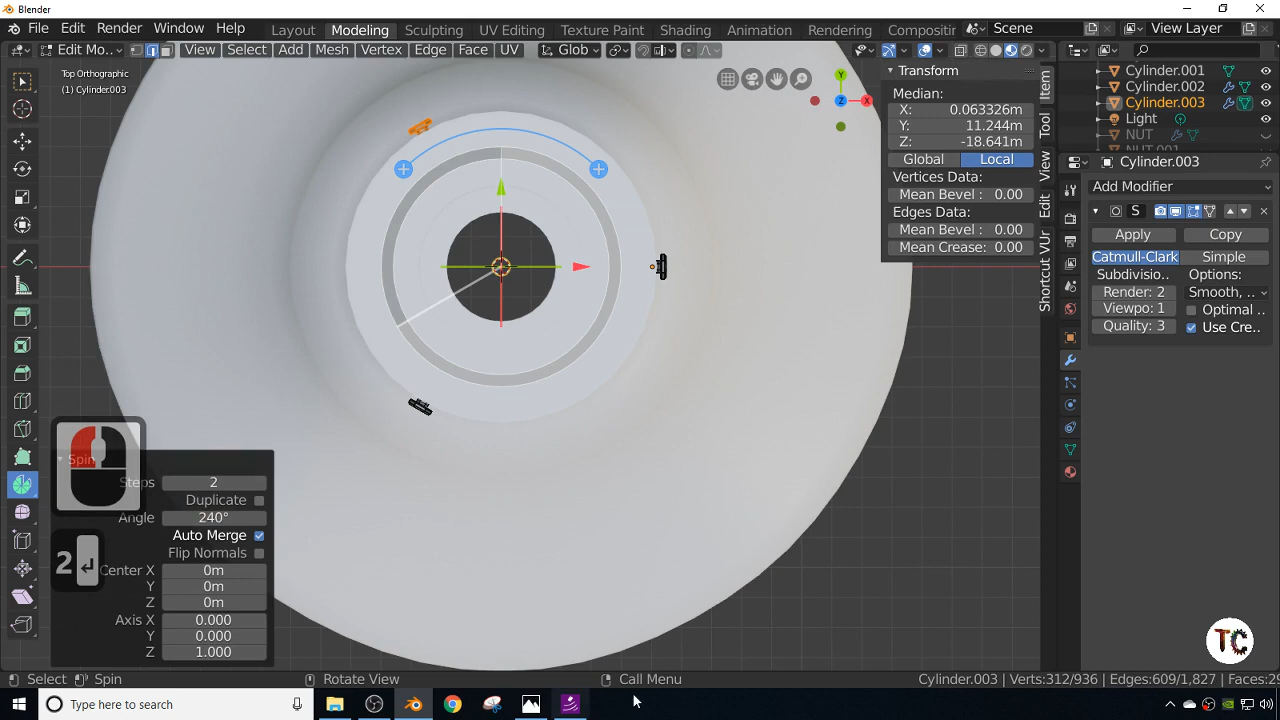 Blender
File Edit Render Window Help Layout Modeling Sculpting UV Editing Texture Paint Shading Animation Rendering Compositir Scene View Layer
Edit Mo... View Select Add Mesh Vertex Edge Face UV Glob
Top Orthographic
(1) Cylinder.003
Y
X
Z
Transform
Median:
X: 0.063326m
Y: 11.244m
Z: -18.641m
Global Local
Vertices Data:
Mean Bevel : 0.00
Edges Data:
Mean Bevel : 0.00
Mean Crease: 0.00
Item
Tool
View
Edit
Shortcut VUr
Cylinder.001
Cylinder.002
Cylinder.003
Light
NUT
NUT.001
Cylinder.003
Add Modifier
S
Apply Copy
Catmull-Clark Simple
Subdivisio.. Options:
Render: 2 Smooth, ..
Viewpo: 1 Optimal ..
Quality: 3 Use Cre..
Spin
Steps 2
Duplicate
Angle 240°
Auto Merge
Flip Normals
2
Center X 0m
Y 0m
Z 0m
Axis X 0.000
Y 0.000
Z 1.000
TC
Select Spin Rotate View Call Menu Cylinder.003 | Verts:312/936 | Edges:609/1,827 | Faces:29
Type here to search